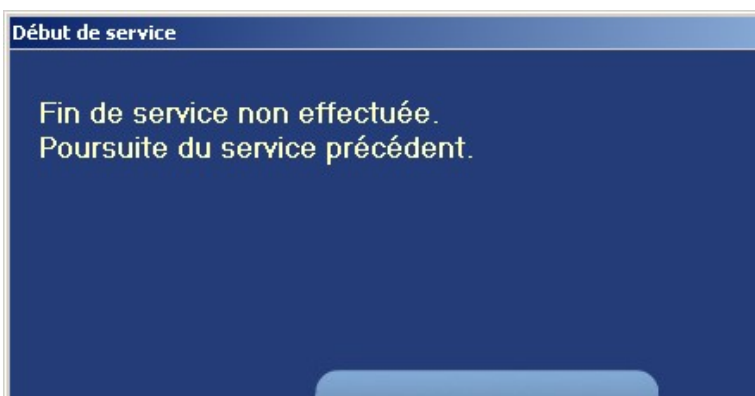 Début de service
Fin de service non effectuée.
Poursuite du service précédent.